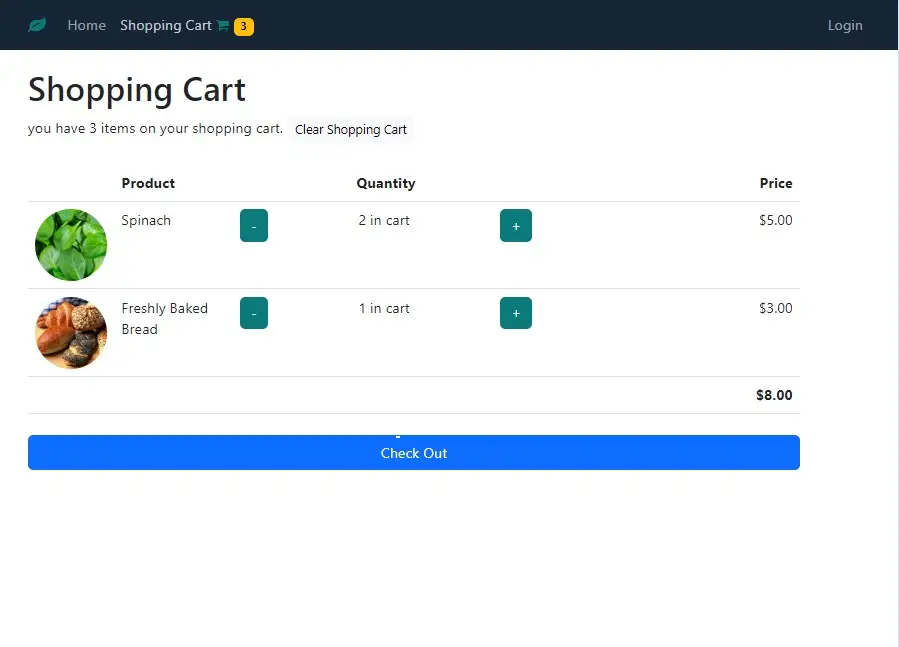 Home Shopping Cart 3 Login
Shopping Cart
you have 3 items on your shopping cart. Clear Shopping Cart
Product Quantity Price
Spinach - 2 in cart + $5.00
Freshly Baked - 1 in cart + $3.00
Bread
$8.00
Check Out